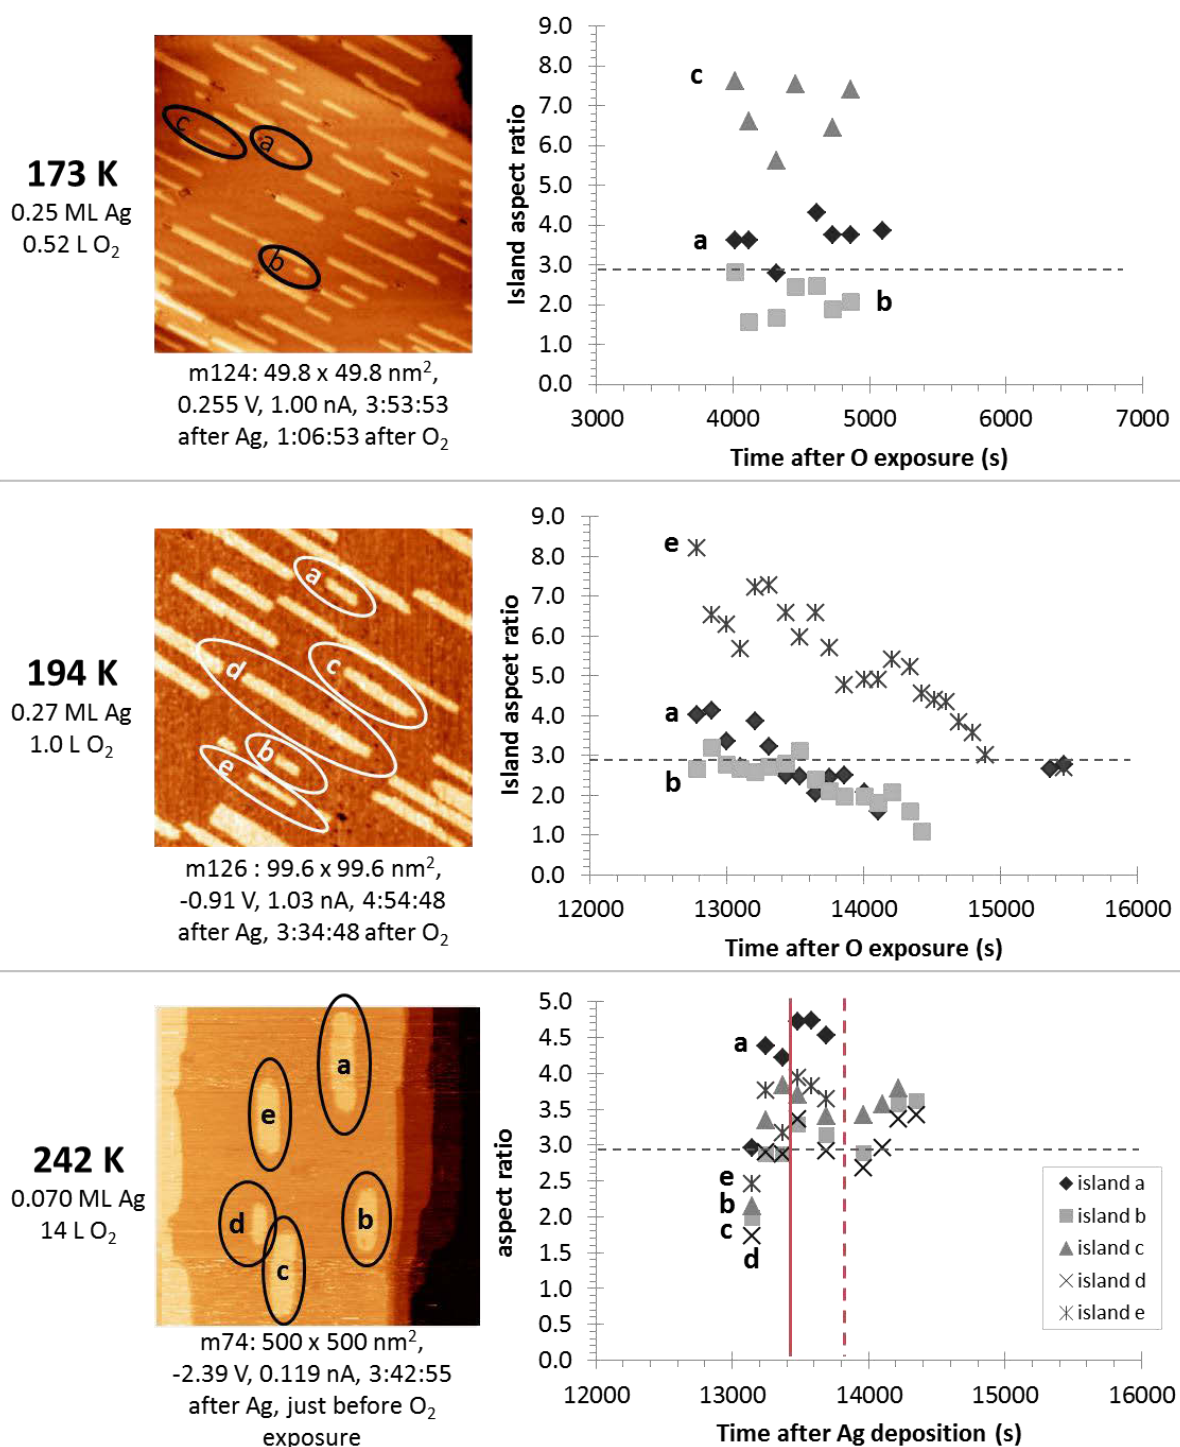 173 K
0.25 ML Ag
0.52 L O₂
c
a
b
m124: 49.8 x 49.8 nm²,
0.255 V, 1.00 nA, 3:53:53
after Ag, 1:06:53 after O₂
Island aspect ratio
9.0
8.0
7.0
6.0
5.0
4.0
3.0
2.0
1.0
0.0
c
a
b
3000 4000 5000 6000 7000
Time after O exposure (s)
194 K
0.27 ML Ag
1.0 L O₂
a
c
d
b
e
m126 : 99.6 x 99.6 nm²,
-0.91 V, 1.03 nA, 4:54:48
after Ag, 3:34:48 after O₂
Island aspcet ratio
9.0
8.0
7.0
6.0
5.0
4.0
3.0
2.0
1.0
0.0
e
a
b
12000 13000 14000 15000 16000
Time after O exposure (s)
242 K
0.070 ML Ag
14 L O₂
a
e
d
b
c
m74: 500 x 500 nm²,
-2.39 V, 0.119 nA, 3:42:55
after Ag, just before O₂
exposure
aspect ratio
5.0
4.5
4.0
3.5
3.0
2.5
2.0
1.5
1.0
0.5
0.0
a
e
b
c
d
island a
island b
island c
island d
island e
12000 13000 14000 15000 16000
Time after Ag deposition (s)